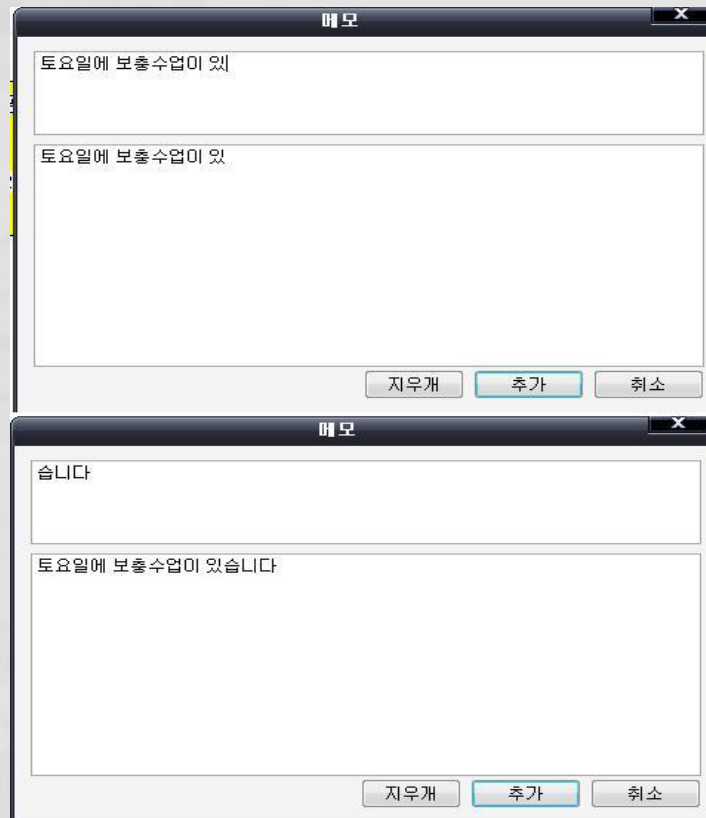 메모
X
토요일에 보충수업이 있
토요일에 보충수업이 있
지우개 추가 취소
메모
X
습니다
토요일에 보충수업이 있습니다
지우개 추가 취소